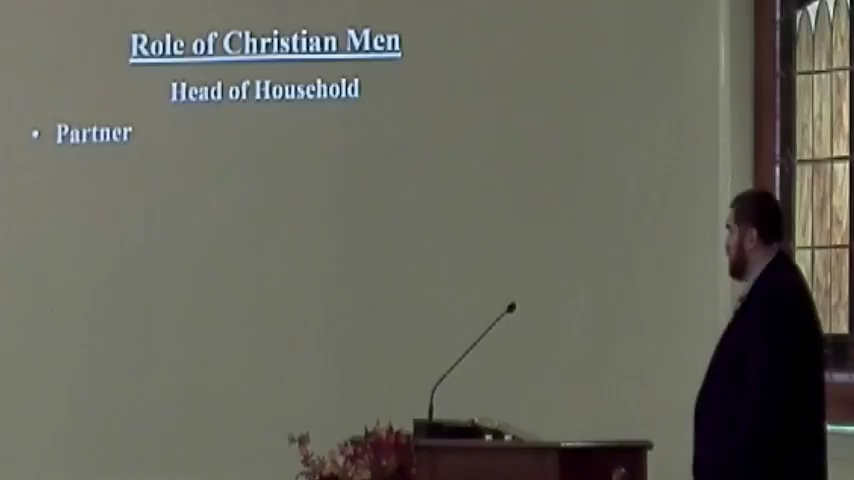 Role of Christian Men
Head of Household
• Partner